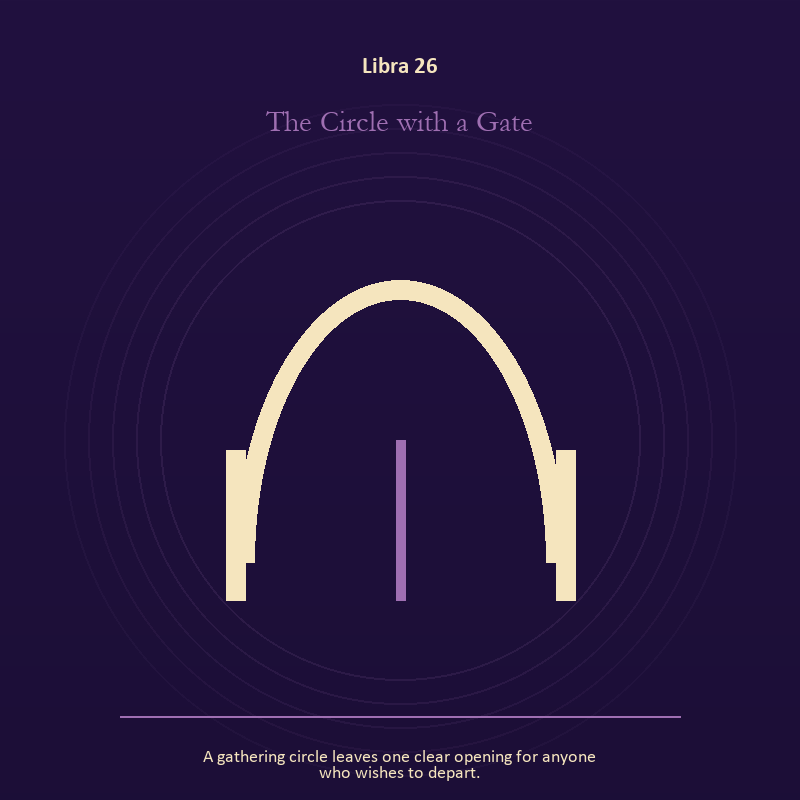 Libra 26
The Circle with a Gate
A gathering circle leaves one clear opening for anyone
who wishes to depart.